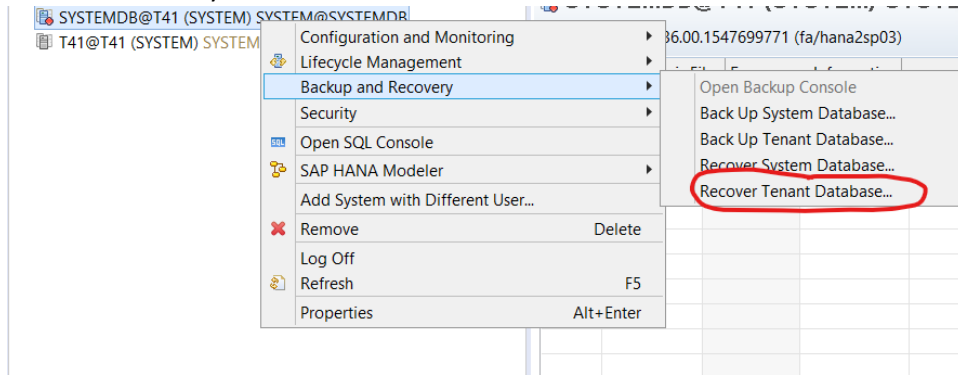 SYSTEMDB@T41 (SYSTEM) SYSTEM@SYSTEMDB
T41@T41 (SYSTEM) SYSTEM
36.00.1547699771 (fa/hana2sp03)
Configuration and Monitoring
Lifecycle Management
Backup and Recovery
Security
SQL Open SQL Console
SAP HANA Modeler
Add System with Different User...
Remove Delete
Log Off
Refresh F5
Properties Alt+Enter
Open Backup Console
Back Up System Database...
Back Up Tenant Database...
Recover System Database...
Recover Tenant Database...